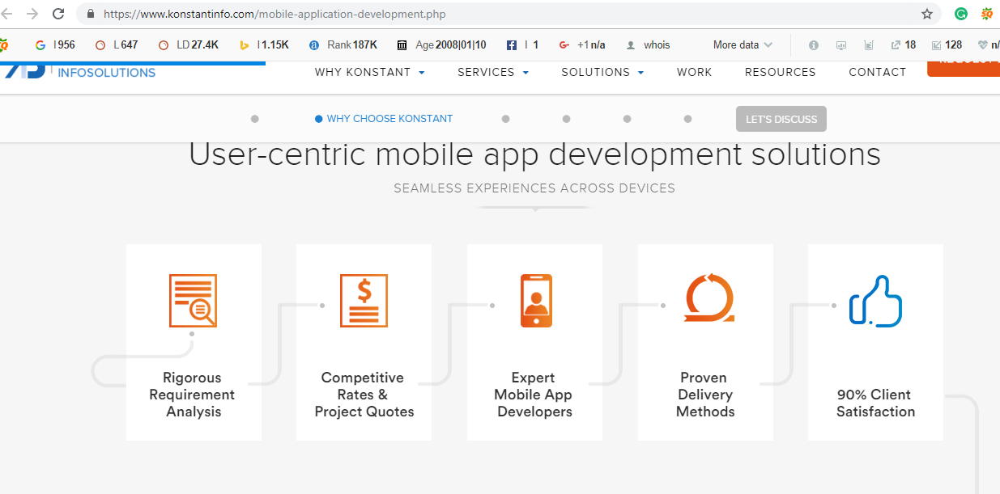 https://www.konstantinfo.com/mobile-application-development.php
I 956 L 647 LD 27.4K I 1.15K Rank 187K Age 2008|01|10 I 1 +1 n/a whois More data 18 128 n/
INFOSOLUTIONS
WHY KONSTANT SERVICES SOLUTIONS WORK RESOURCES CONTACT
WHY CHOOSE KONSTANT LET'S DISCUSS
User-centric mobile app development solutions
SEAMLESS EXPERIENCES ACROSS DEVICES
Rigorous
Requirement
Analysis
Competitive
Rates &
Project Quotes
Expert
Mobile App
Developers
Proven
Delivery
Methods
90% Client
Satisfaction